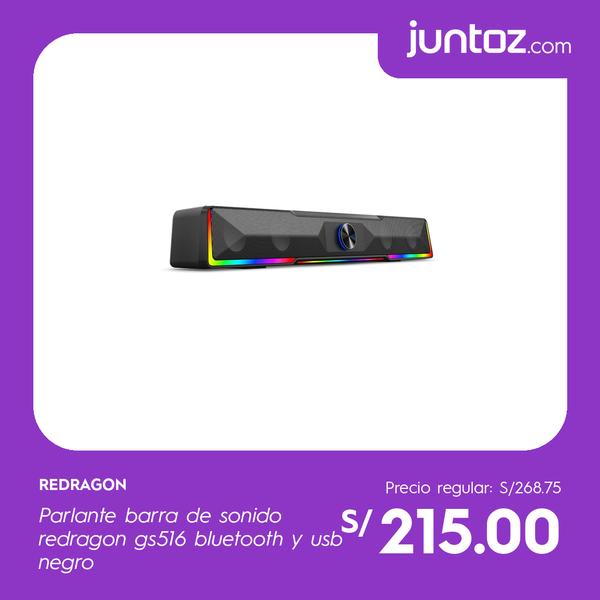 juntoz.com
REDRAGON
Parlante barra de sonido
redragon gs516 bluetooth y usb
negro
Precio regular: S/268.75
S/215.00